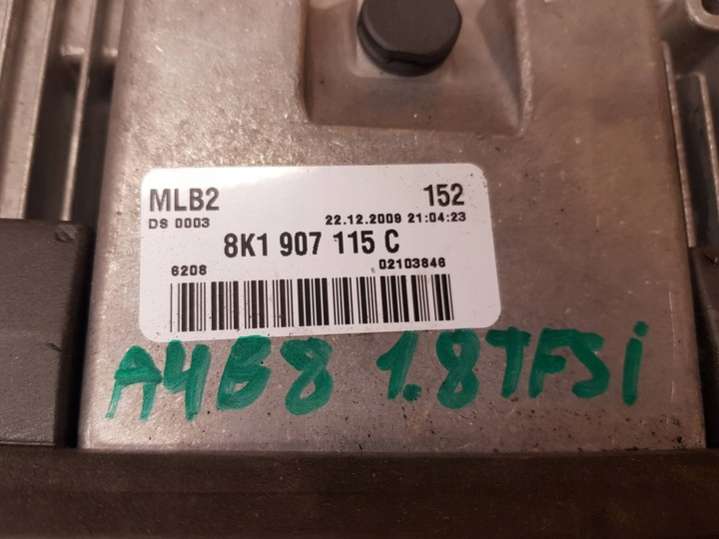 MLB2 152
DS 0003 22.12.2009 21:04:23
8K1 907 115 C
6208 02103846
A4B8 1.8TFSi